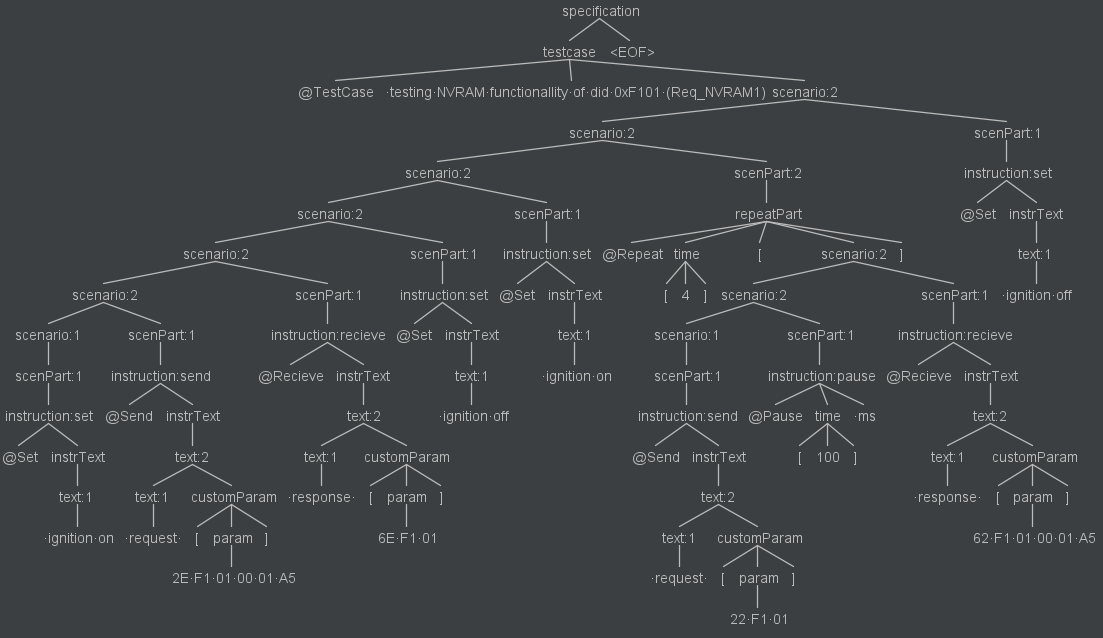 specification
testcase <EOF>
@TestCase ·testing·NVRAM·functionallity·of·did·0xF101·(Req_NVRAM1) scenario:2
scenario:2 scenPart:1
scenario:2 scenPart:2 instruction:set
scenario:2 scenPart:1 repeatPart @Set instrText
scenario:2 scenPart:1 instruction:set @Repeat time [ scenario:2 ] text:1
scenario:2 scenPart:1 instruction:set @Set instrText [ 4 ] scenario:2 scenPart:1 ·ignition·off
scenario:1 scenPart:1 instruction:recieve @Set instrText text:1 scenario:1 scenPart:1 instruction:recieve
scenPart:1 instruction:send @Recieve instrText text:1 ·ignition·on scenPart:1 instruction:pause @Recieve instrText
instruction:set @Send instrText text:2 ·ignition·off instruction:send @Pause time ·ms text:2
@Set instrText text:2 text:1 customParam @Send instrText [ 100 ] text:1 customParam
text:1 text:1 customParam ·response· [ param ] text:2 ·response· [ param ]
·ignition·on ·request· [ param ] 6E·F1·01 text:1 customParam 62·F1·01·00·01·A5
2E·F1·01·00·01·A5 ·request· [ param ]
22·F1·01